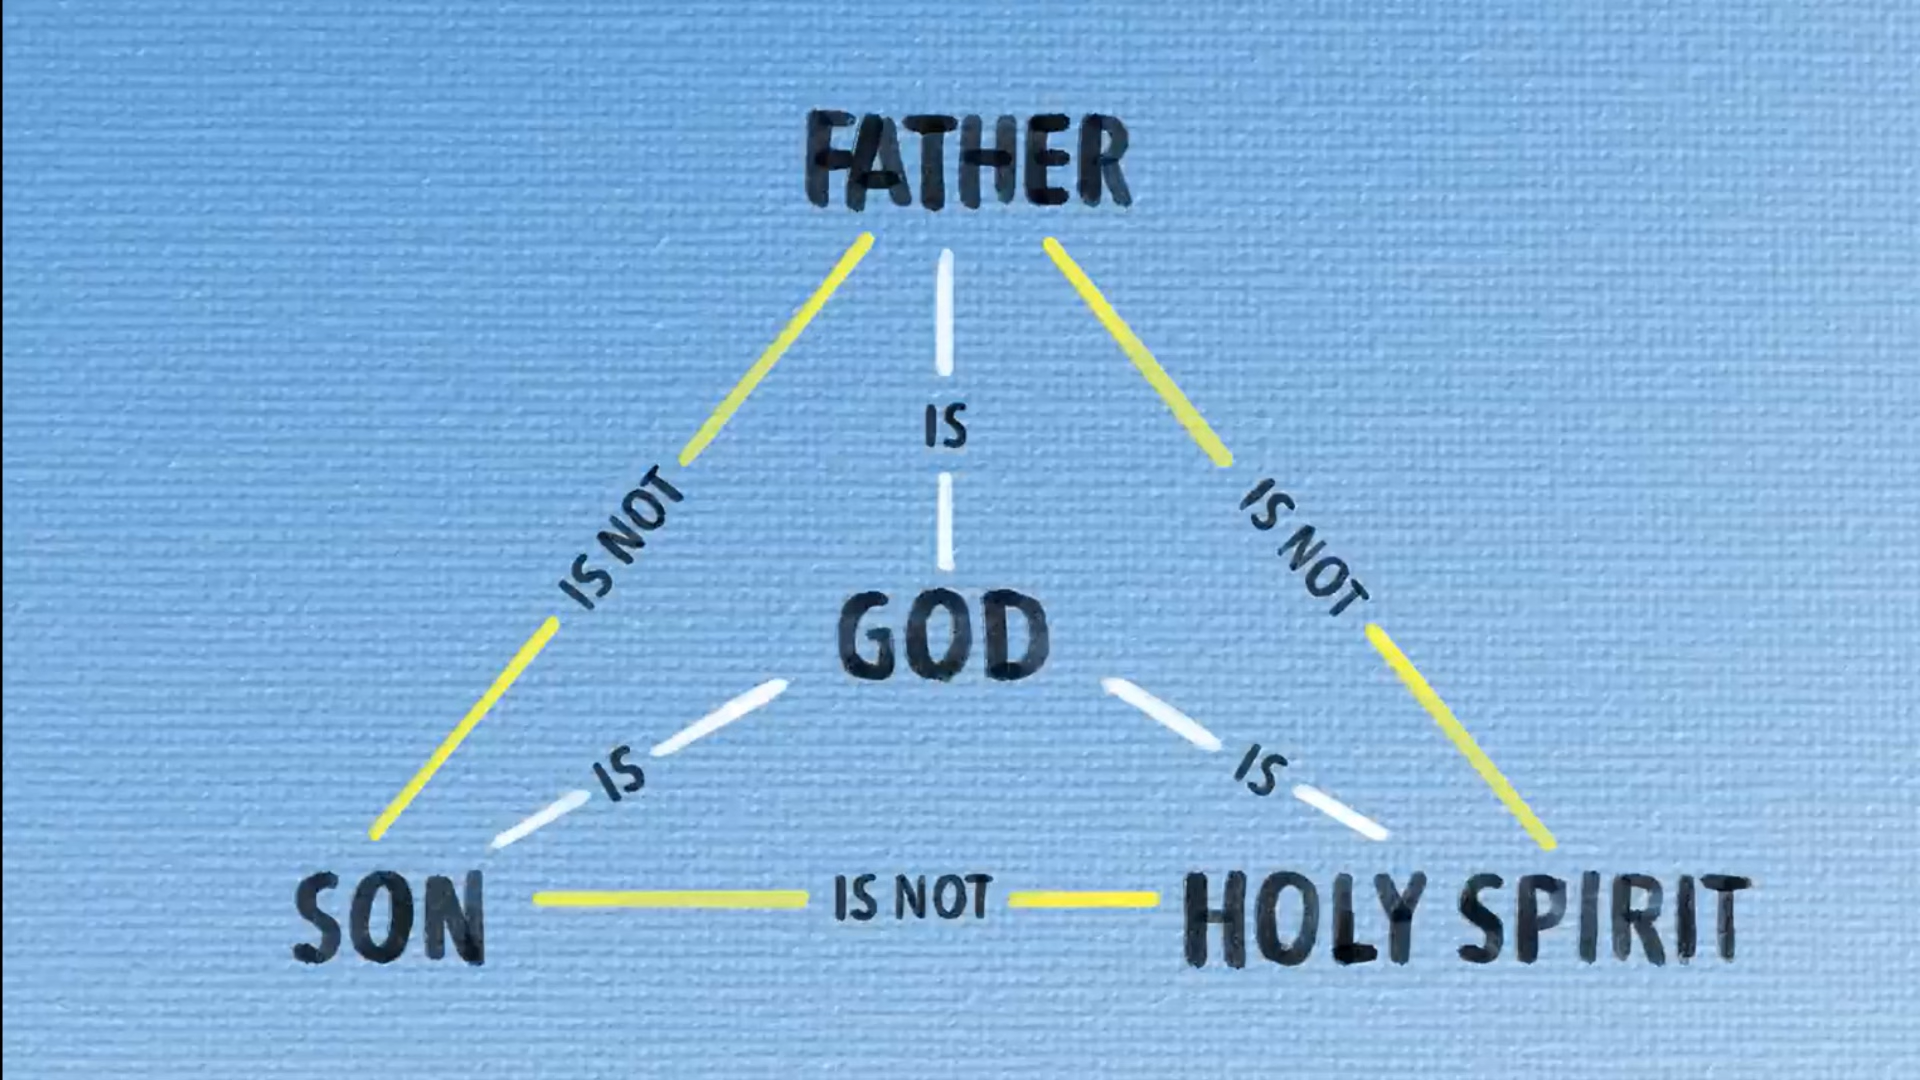 FATHER
IS
IS NOT
IS NOT
GOD
IS
IS
SON
IS NOT
HOLY SPIRIT